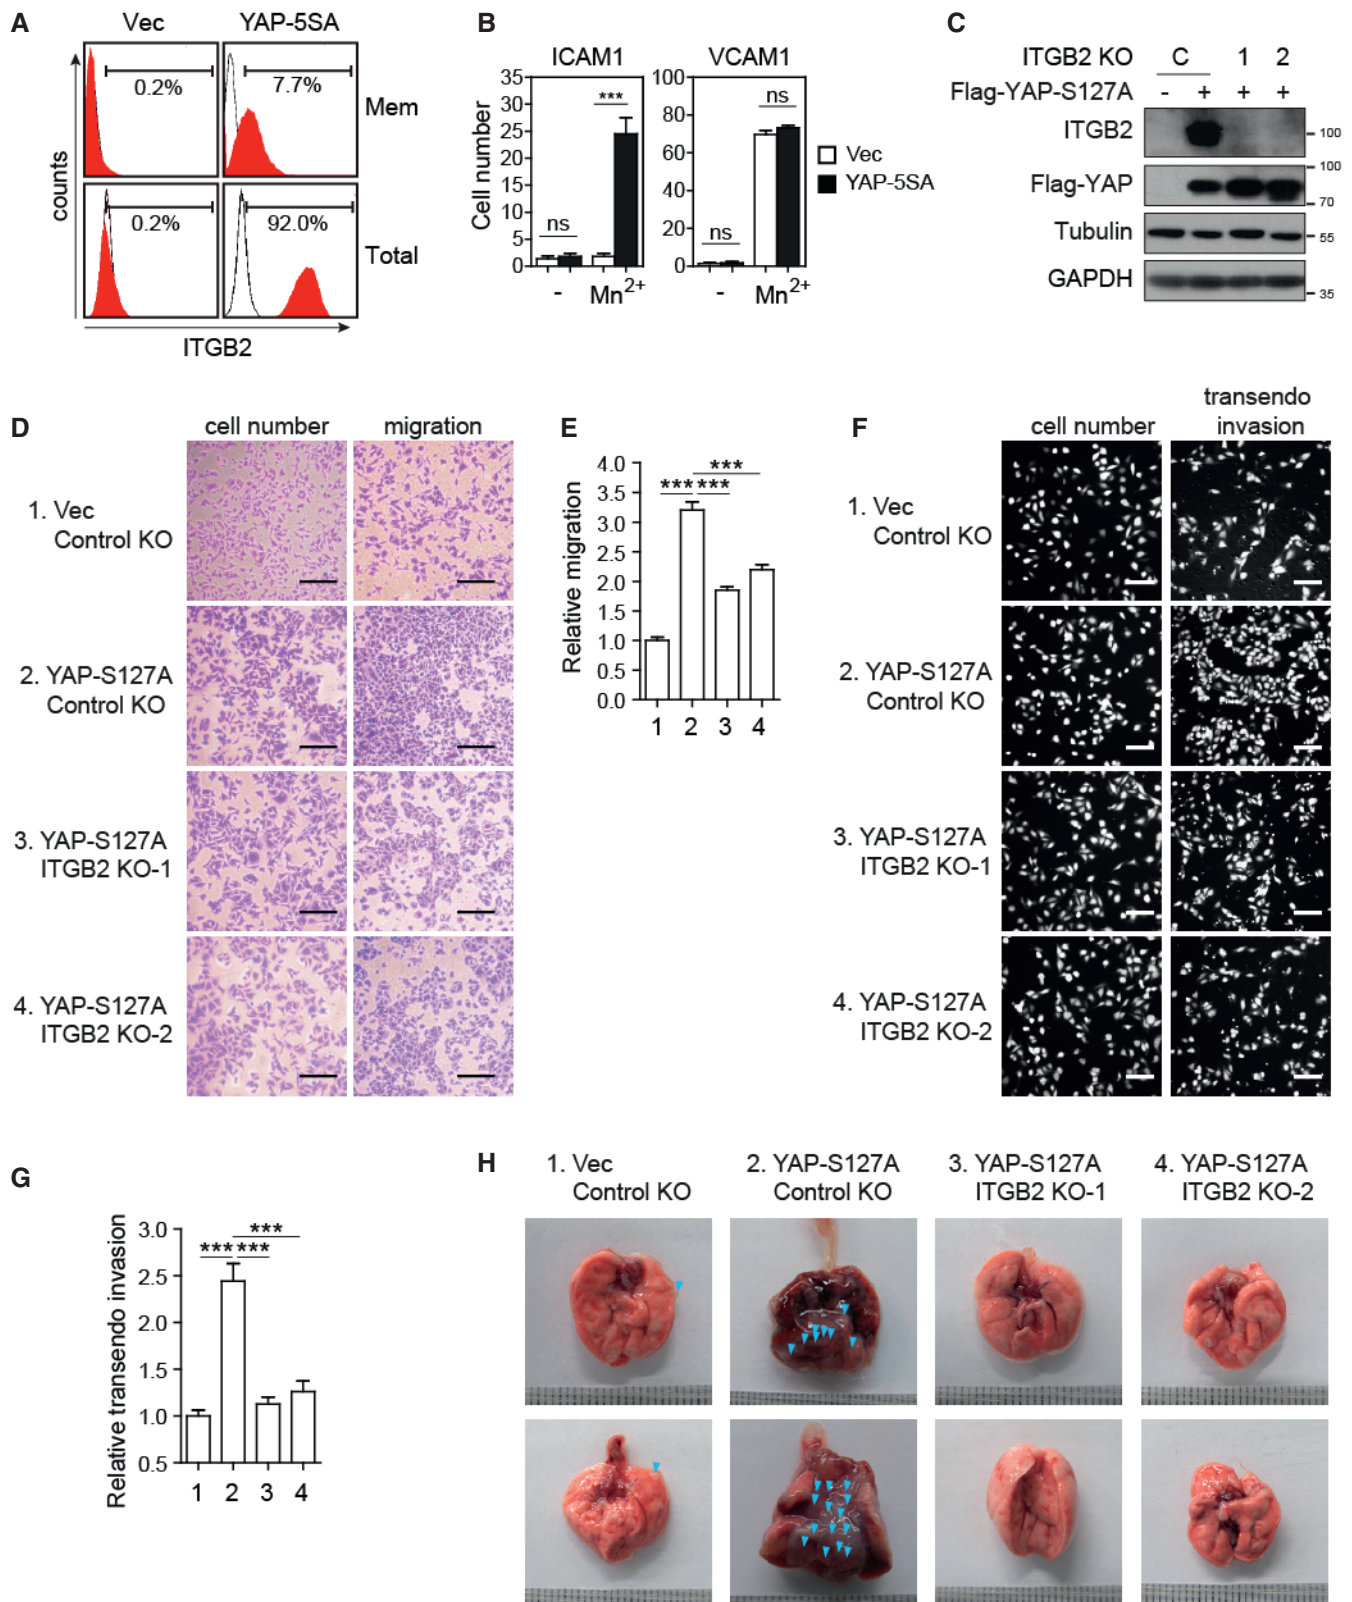 A
Vec YAP-5SA
0.2% 7.7% Mem
0.2% 92.0% Total
counts
ITGB2
B
ICAM1 VCAM1
Cell number
35
30
25
20
15
10
5
0
ns ***
- Mn2+
100
80
60
40
20
0
ns ns
- Mn2+
Vec
YAP-5SA
C
ITGB2 KO C 1 2
Flag-YAP-S127A - + + +
ITGB2 100
Flag-YAP 100
70
Tubulin 55
GAPDH 35
D
cell number migration
1. Vec
Control KO
2. YAP-S127A
Control KO
3. YAP-S127A
ITGB2 KO-1
4. YAP-S127A
ITGB2 KO-2
E
Relative migration
4.0
3.5
3.0
2.5
2.0
1.5
1.0
0.5
0.0
***
*** ***
1 2 3 4
F
cell number transendo
invasion
1. Vec
Control KO
2. YAP-S127A
Control KO
3. YAP-S127A
ITGB2 KO-1
4. YAP-S127A
ITGB2 KO-2
G
Relative transendo invasion
3.0
2.5
2.0
1.5
1.0
0.5
***
*** ***
1 2 3 4
H
1. Vec
Control KO
2. YAP-S127A
Control KO
3. YAP-S127A
ITGB2 KO-1
4. YAP-S127A
ITGB2 KO-2